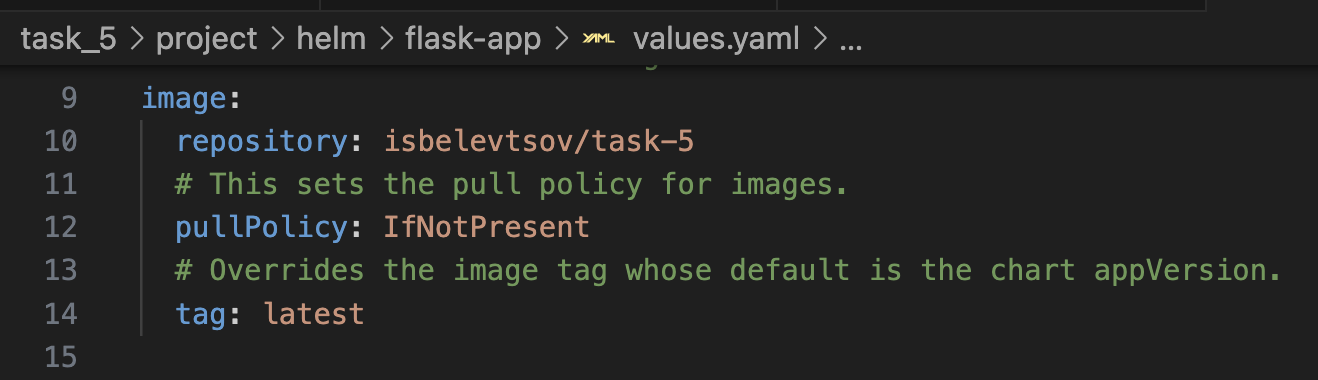 task_5 > project > helm > flask-app > YAML values.yaml > ...
9 image:
10 repository: isbelevtsov/task-5
11 # This sets the pull policy for images.
12 pullPolicy: IfNotPresent
13 # Overrides the image tag whose default is the chart appVersion.
14 tag: latest
15